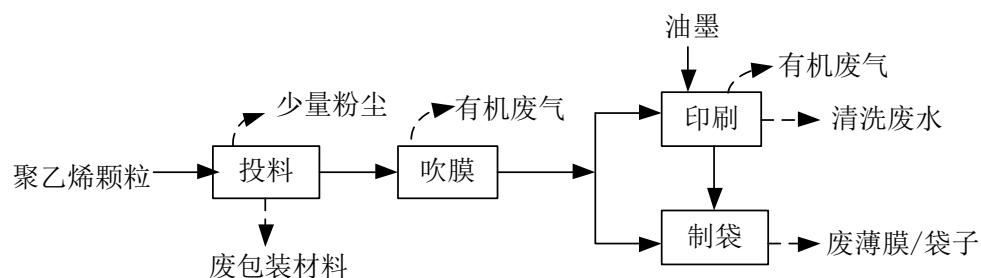 油墨
有机废气
少量粉尘
有机废气
印刷
清洗废水
聚乙烯颗粒
投料
吹膜
制袋
废薄膜/袋子
废包装材料